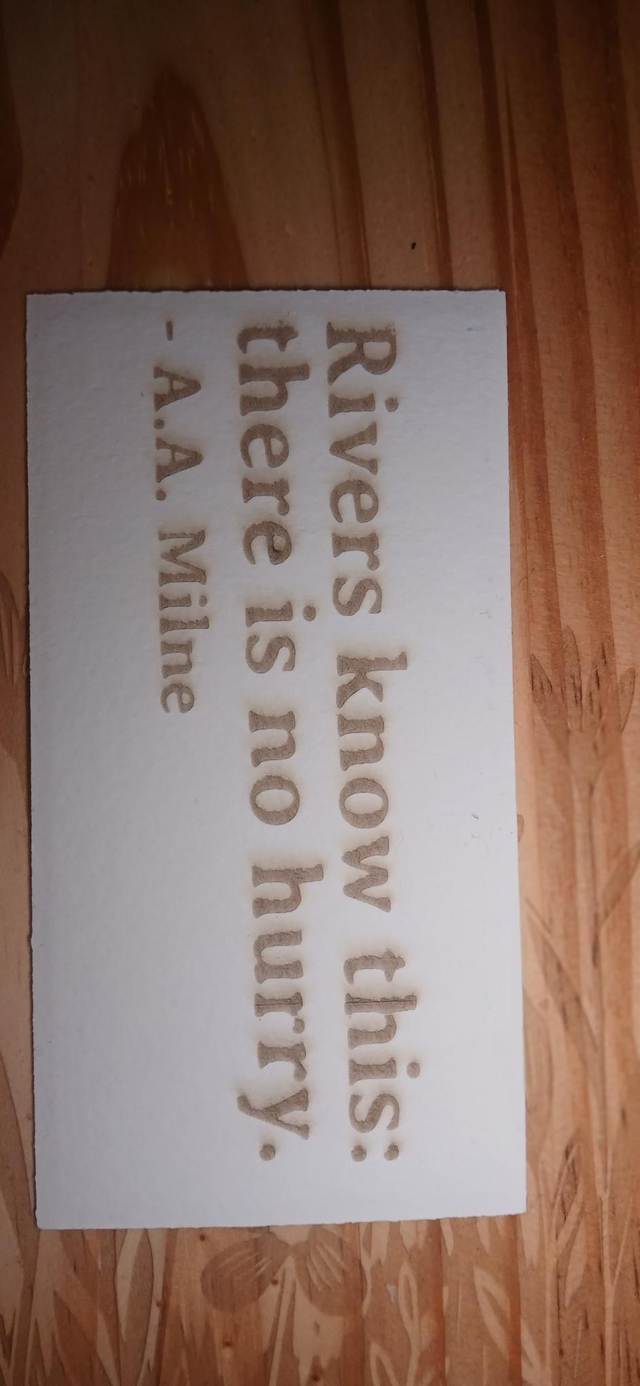 Rivers know this:
there is no hurry.
- A.A. Milne